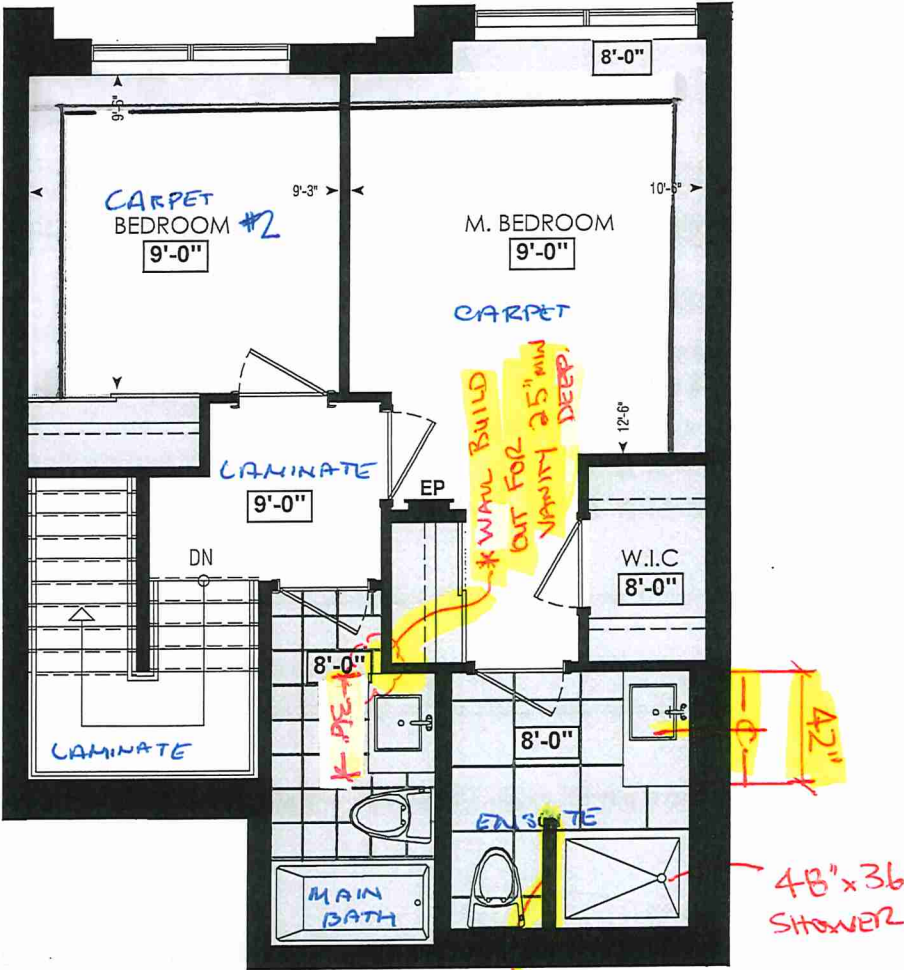 8'-0"
9'-6"
9'-3"
10'-6"
CARPET
BEDROOM #2
9'-0"
M. BEDROOM
9'-0"
CARPET
* WALL BUILD
OUT FOR
VANITY 25" MIN
DEEP.
12'-6"
LAMINATE
9'-0"
EP
DN
W.I.C
8'-0"
8'-0"
8'-0"
42"
LAMINATE
ENSUITE
MAIN
BATH
48" x 36
SHOWER